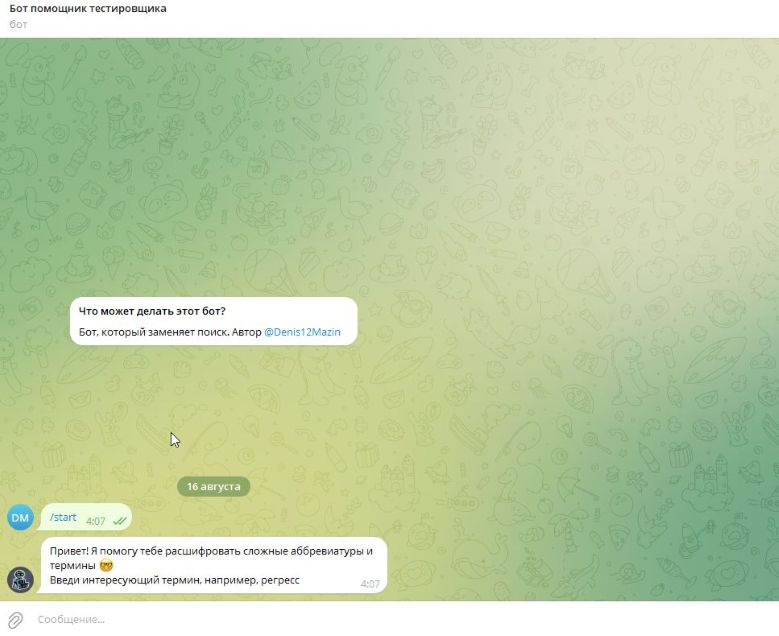 Бот помощник тестировщика
бот
Что может делать этот бот?
Бот, который заменяет поиск. Автор @Denis12Mazin
16 августа
DM
/start 4:07
Привет! Я помогу тебе расшифровать сложные аббревиатуры и
термины 🤓
Введи интересующий термин, например, регресс
4:07
Сообщение...